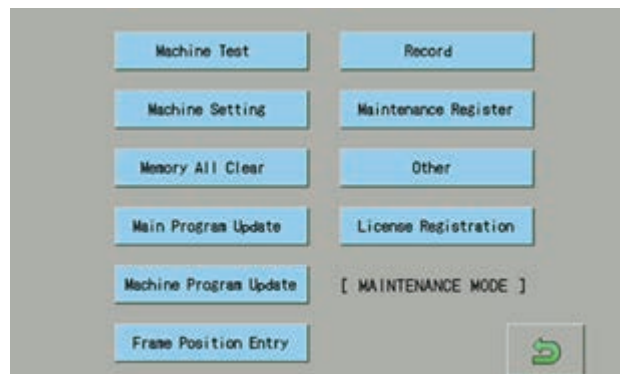 Machine Test
Record
Machine Setting
Maintenance Register
Memory All Clear
Other
Main Program Update
License Registration
Machine Program Update
[ MAINTENANCE MODE ]
Frame Position Entry